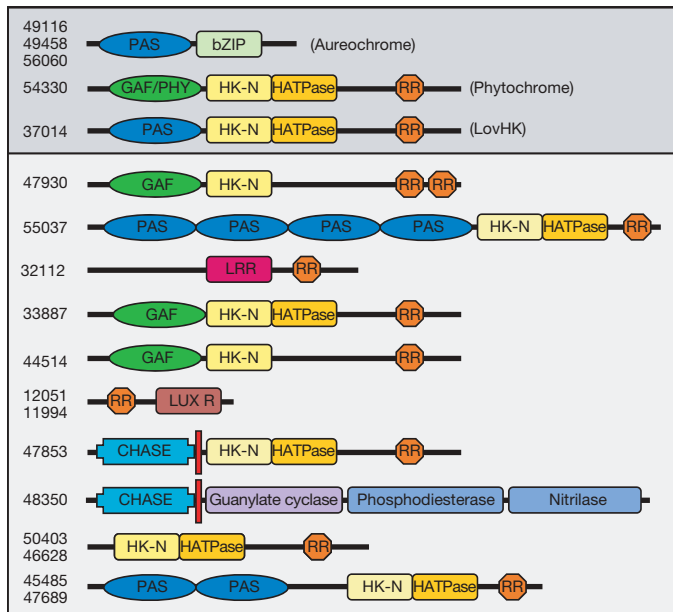 49116
49458 PAS bZIP (Aureochrome)
56060
54330 GAF/PHY HK-N HATPase RR (Phytochrome)
37014 PAS HK-N HATPase RR (LovHK)
47930 GAF HK-N RR RR
55037 PAS PAS PAS PAS HK-N HATPase RR
32112 LRR RR
33887 GAF HK-N HATPase RR
44514 GAF HK-N RR
12051 RR LUX R
11994
47853 CHASE HK-N HATPase RR
48350 CHASE Guanylate cyclase Phosphodiesterase Nitrilase
50403 HK-N HATPase RR
46628
45485 PAS PAS HK-N HATPase RR
47689